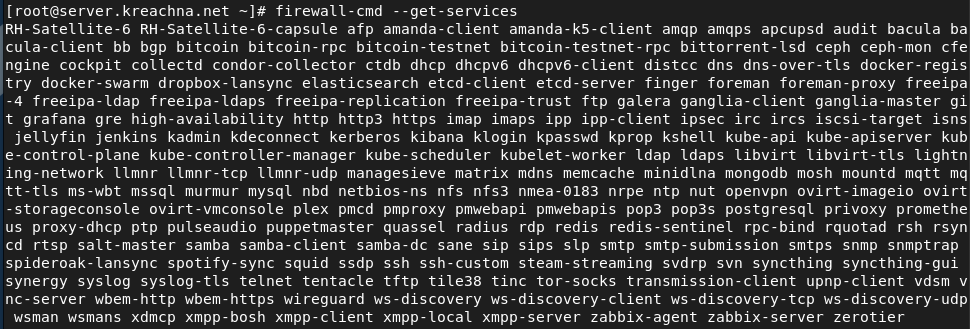 [root@server.kreachna.net ~]# firewall-cmd --get-services
RH-Satellite-6 RH-Satellite-6-capsule afp amanda-client amanda-k5-client amqp amqps apcupsd audit bacula ba
cula-client bb bgp bitcoin bitcoin-rpc bitcoin-testnet bitcoin-testnet-rpc bittorrent-lsd ceph ceph-mon cfe
ngine cockpit collectd condor-collector ctdb dhcp dhcpv6 dhcpv6-client distcc dns dns-over-tls docker-regis
try docker-swarm dropbox-lansync elasticsearch etcd-client etcd-server finger foreman foreman-proxy freeipa
-4 freeipa-ldap freeipa-ldaps freeipa-replication freeipa-trust ftp galera ganglia-client ganglia-master gi
t grafana gre high-availability http http3 https imap imaps ipp ipp-client ipsec irc ircs iscsi-target isns
 jellyfin jenkins kadmin kdeconnect kerberos kibana klogin kpasswd kprop kshell kube-api kube-apiserver kub
e-control-plane kube-controller-manager kube-scheduler kubelet-worker ldap ldaps libvirt libvirt-tls lightn
ing-network llmnr llmnr-tcp llmnr-udp managesieve matrix mdns memcache minidlna mongodb mosh mountd mqtt mq
tt-tls ms-wbt mssql murmur mysql nbd netbios-ns nfs nfs3 nmea-0183 nrpe ntp nut openvpn ovirt-imageio ovirt
-storageconsole ovirt-vmconsole plex pmcd pmproxy pmwebapi pmwebapis pop3 pop3s postgresql privoxy promethe
us proxy-dhcp ptp pulseaudio puppetmaster quassel radius rdp redis redis-sentinel rpc-bind rquotad rsh rsyn
cd rtsp salt-master samba samba-client samba-dc sane sip sips slp smtp smtp-submission smtps snmp snmptrap
spideroak-lansync spotify-sync squid ssdp ssh ssh-custom steam-streaming svdrp svn syncthing syncthing-gui
synergy syslog syslog-tls telnet tentacle tftp tile38 tinc tor-socks transmission-client upnp-client vdsm v
nc-server wbem-http wbem-https wireguard ws-discovery ws-discovery-client ws-discovery-tcp ws-discovery-udp
 wsman wsmans xdmcp xmpp-bosh xmpp-client xmpp-local xmpp-server zabbix-agent zabbix-server zerotier